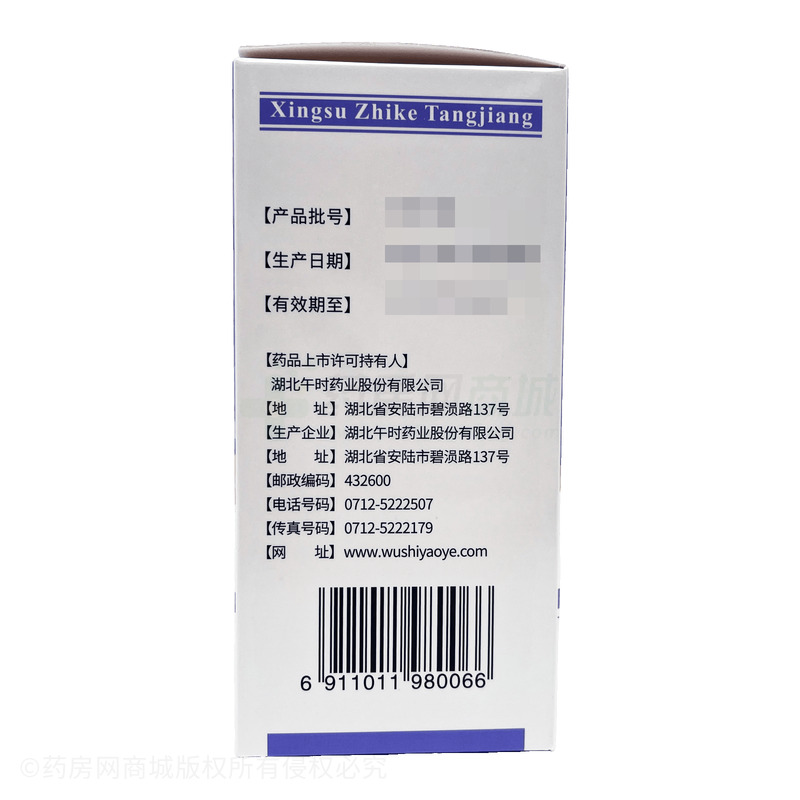 Xingsu Zhike Tangjiang
【产品批号】
【生产日期】
【有效期至】
【药品上市许可持有人】
湖北午时药业股份有限公司
【地 址】湖北省安陆市碧涢路137号
【生产企业】湖北午时药业股份有限公司
【地 址】湖北省安陆市碧涢路137号
【邮政编码】432600
【电话号码】0712-5222507
【传真号码】0712-5222179
【网 址】www.wushiyaoye.com
6 911011 980066
©药房网商城版权所有侵权必究